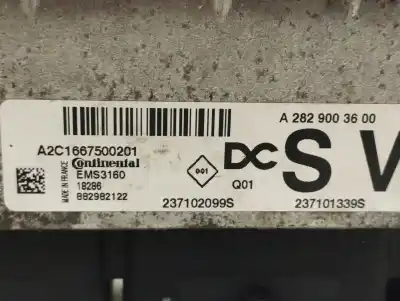 A 282 900 36 00
A2C1667500201
Continental
EMS3160
MADE IN FRANCE
18286
882982122
001
DC
Q01
S V
237102099S
237101339S